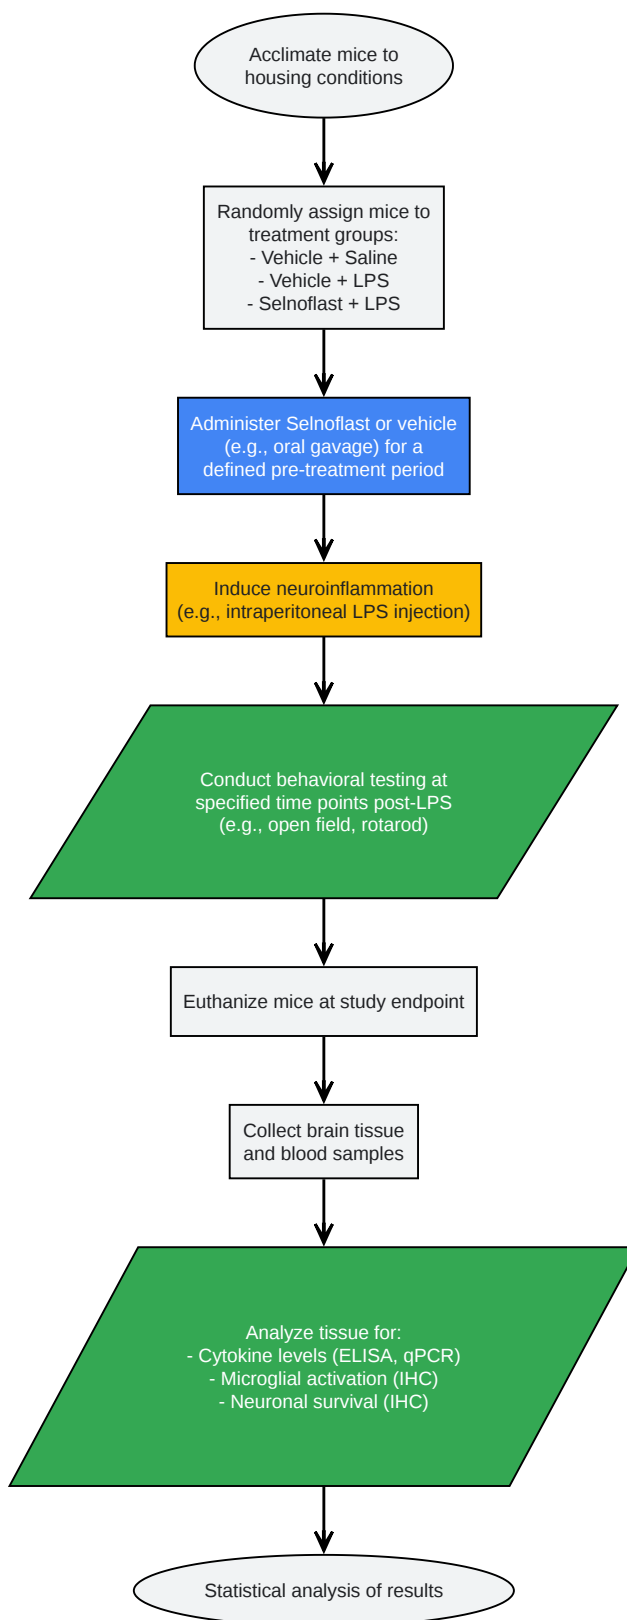 Acclimate mice to
housing conditions
Randomly assign mice to
treatment groups:
- Vehicle + Saline
- Vehicle + LPS
- Selnoflast + LPS
Administer Selnoflast or vehicle
(e.g., oral gavage) for a
defined pre-treatment period
Induce neuroinflammation
(e.g., intraperitoneal LPS injection)
Conduct behavioral testing at
specified time points post-LPS
(e.g., open field, rotarod)
Euthanize mice at study endpoint
Collect brain tissue
and blood samples
Analyze tissue for:
- Cytokine levels (ELISA, qPCR)
- Microglial activation (IHC)
- Neuronal survival (IHC)
Statistical analysis of results